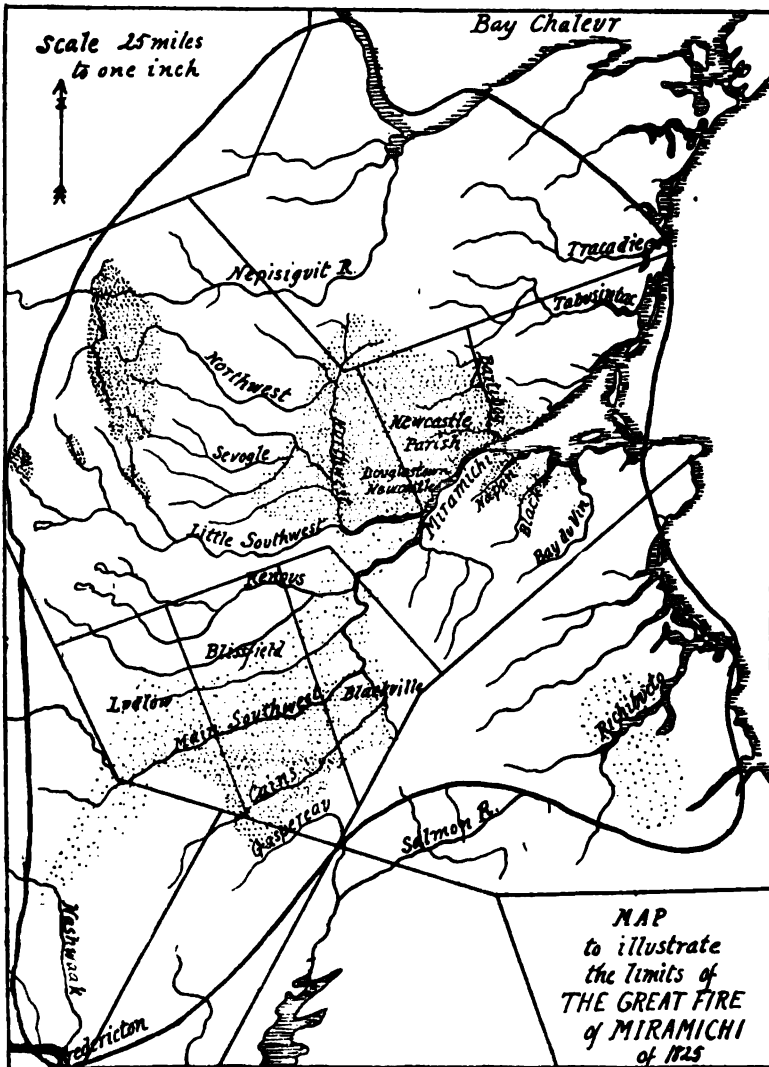 Bay Chaleur
Scale 25 miles
to one inch
Tracadie
Nepisiguit R.
Tabusintac
Northwest
Newcastle
Parish
Sevogle
Douglastown
Newcastle
Miramichi
Napan
Black
Bay du Vin
Little Southwest
Renous
Blissfield
Ludlow
Blackville
Main Southwest
Richibucto
Cains
Gaspereau
Salmon R.
Nashwaak
Fredericton
MAP
to illustrate
the limits of
THE GREAT FIRE
of MIRAMICHI
of 1825